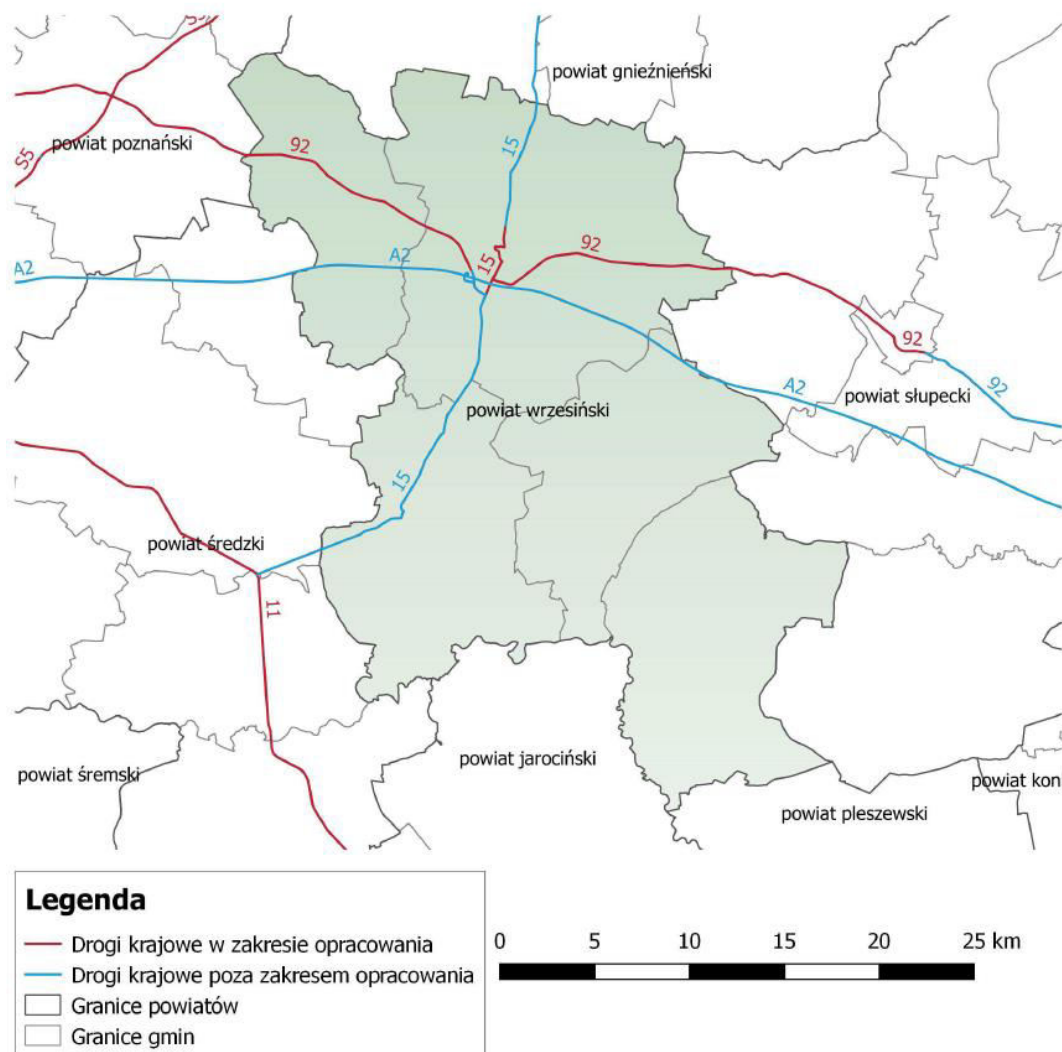 S5
powiat gnieźnieński
powiat poznański
92
15
S5
92
A2
A2
15
92
92
A2
powiat słupecki
92
powiat wrzesiński
15
powiat średzki
11
powiat śremski
powiat jarociński
powiat kon
powiat pleszewski
Legenda
Drogi krajowe w zakresie opracowania
Drogi krajowe poza zakresem opracowania
Granice powiatów
Granice gmin
0 5 10 15 20 25 km